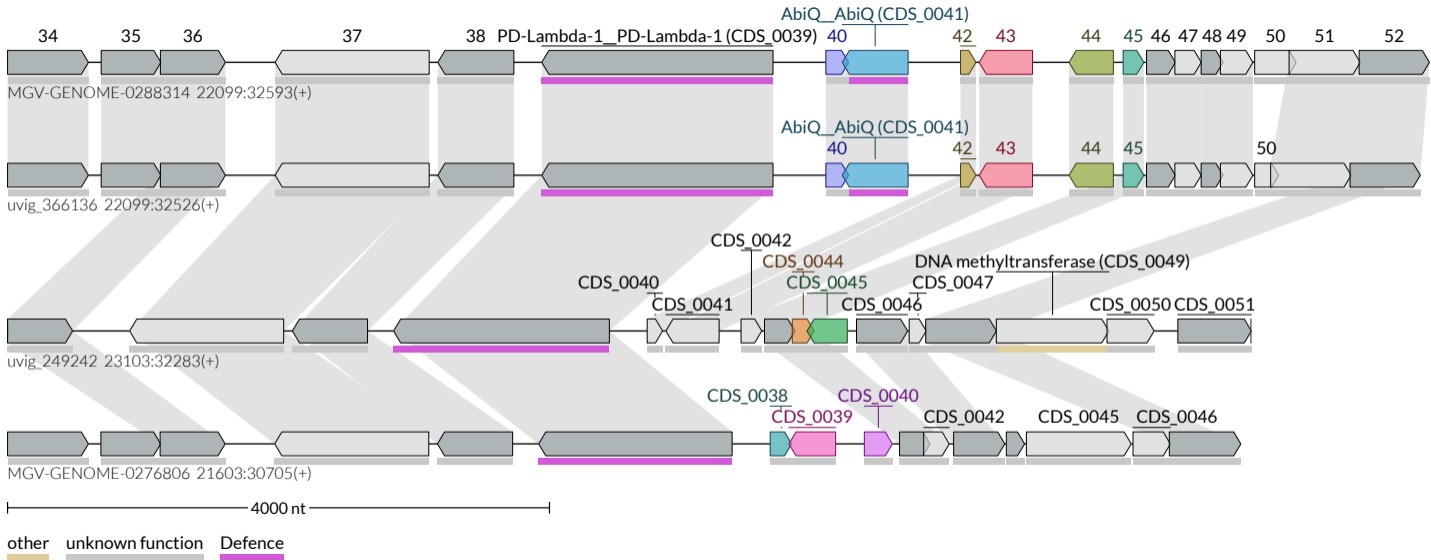 AbiQ__AbiQ (CDS_0041)
34 35 36 37 38 PD-Lambda-1__PD-Lambda-1 (CDS_0039) 40 42 43 44 45 46 47 48 49 50 51 52
MGV-GENOME-0288314 22099:32593(+)
AbiQ__AbiQ (CDS_0041)
40 42 43 44 45 50
uvig_366136 22099:32526(+)
CDS_0042
CDS_0044 DNA methyltransferase (CDS_0049)
CDS_0040 CDS_0045 CDS_0047
CDS_0041 CDS_0046 CDS_0050 CDS_0051
uvig_249242 23103:32283(+)
CDS_0038 CDS_0040
CDS_0039 CDS_0042 CDS_0045 CDS_0046
MGV-GENOME-0276806 21603:30705(+)
4000 nt
other unknown function Defence